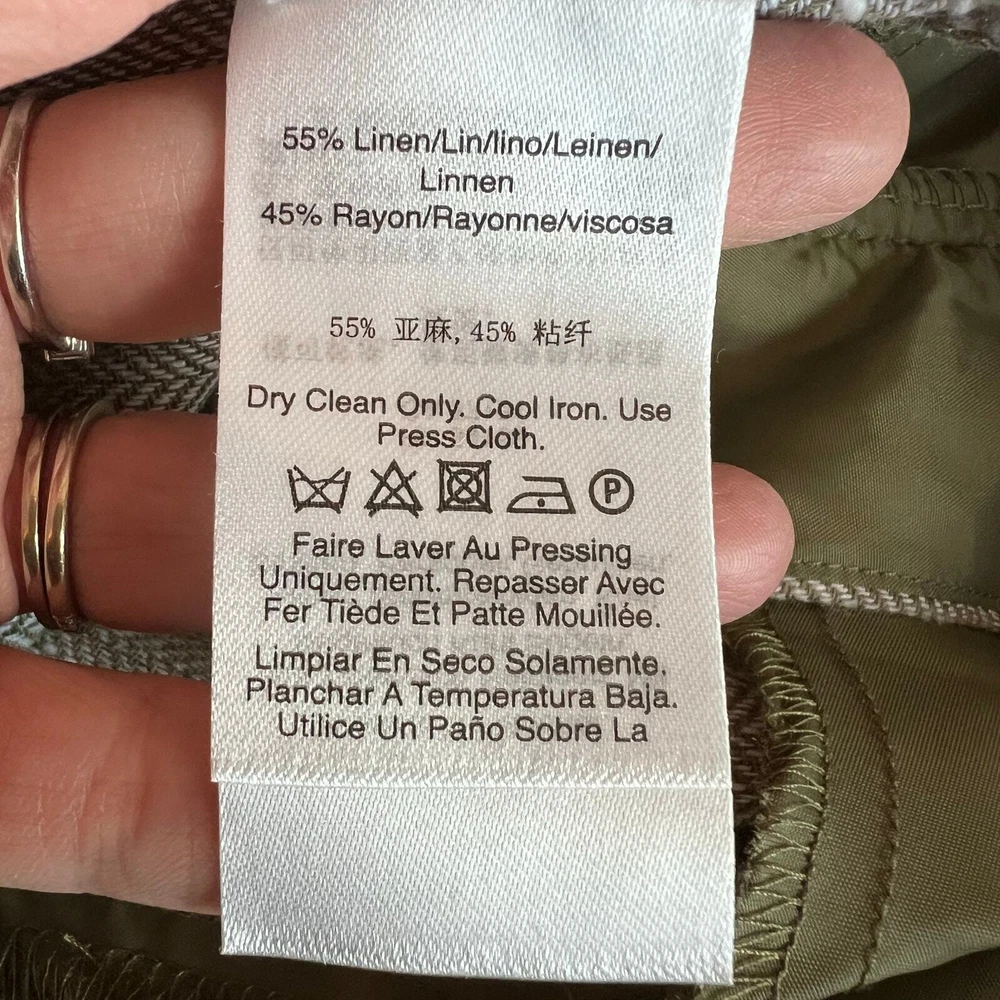 55% Linen/Lin/lino/Leinen/
Linnen
45% Rayon/Rayonne/viscosa
55% 亚麻, 45% 粘纤
Dry Clean Only. Cool Iron. Use
Press Cloth.
P
Faire Laver Au Pressing
Uniquement. Repasser Avec
Fer Tiède Et Patte Mouillée.
Limpiar En Seco Solamente.
Planchar A Temperatura Baja.
Utilice Un Paño Sobre La